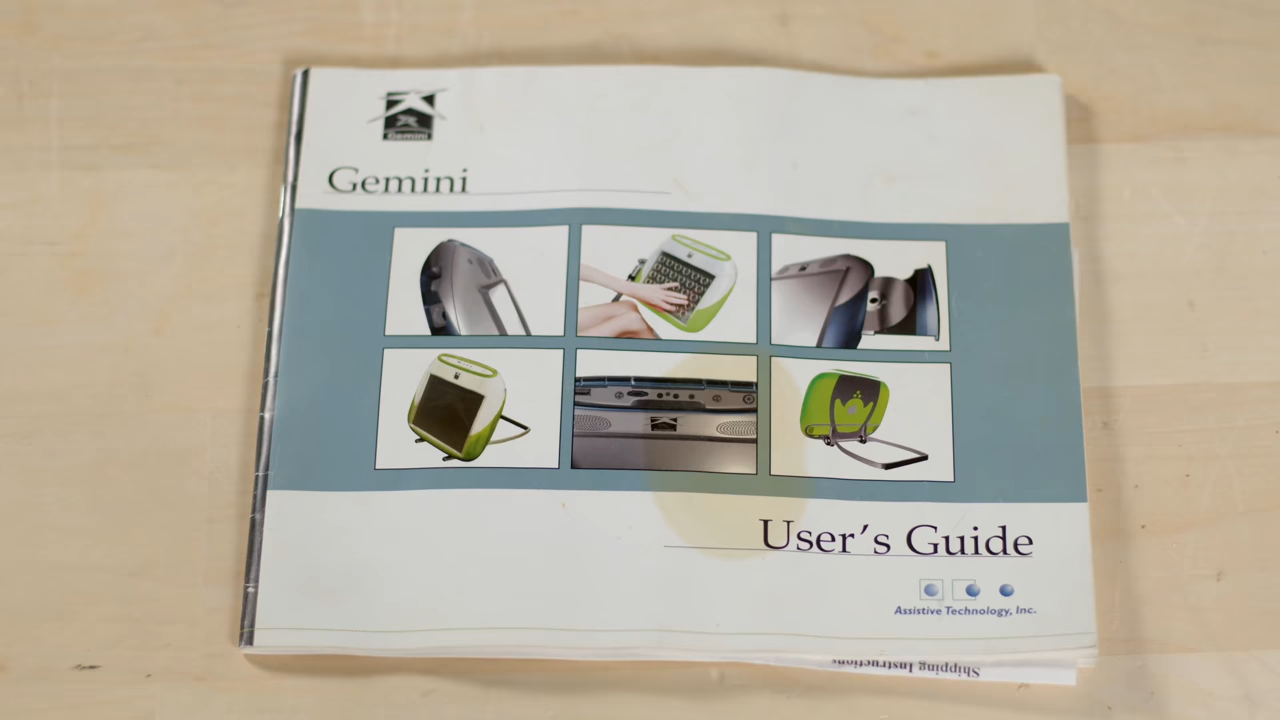 Gemini
Gemini
User's Guide
Assistive Technology, Inc.
Shipping Instructions